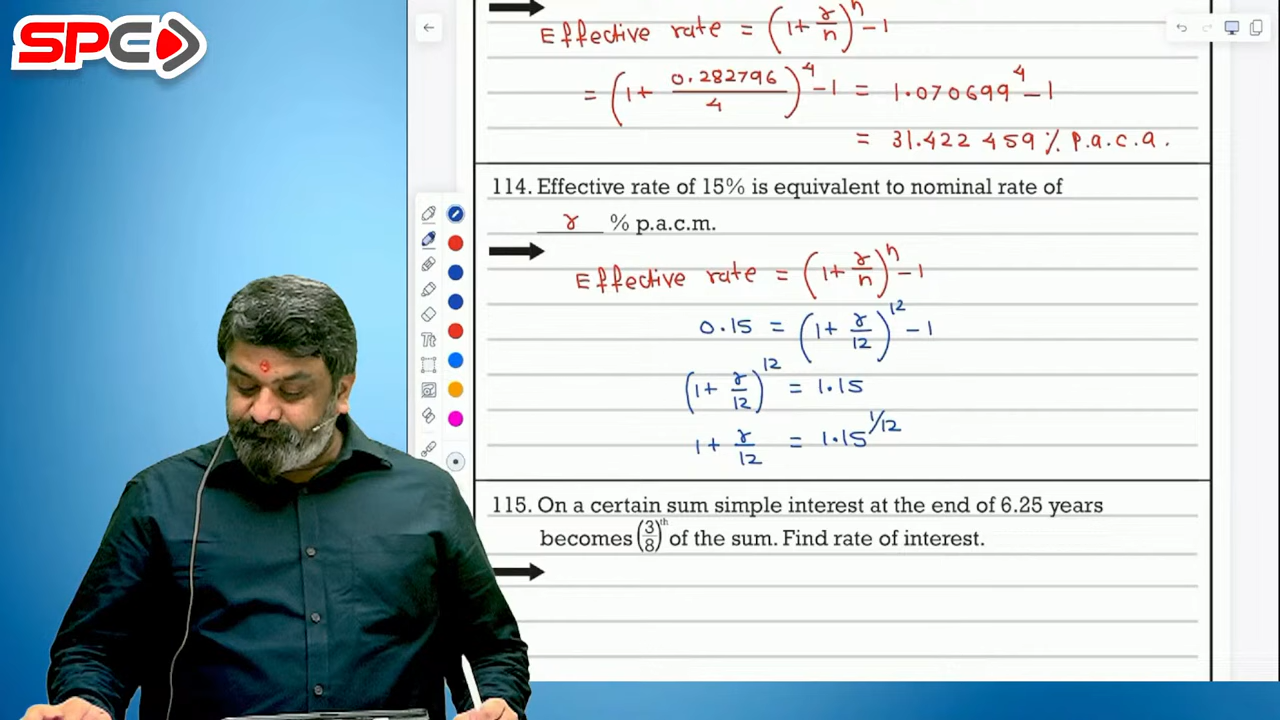 SPC
Effective rate = (1 + r/n)^n - 1
= (1 + 0.282796/4)^4 - 1 = 1.070699^4 - 1
= 31.422 459 % p.a.c.a.
114. Effective rate of 15% is equivalent to nominal rate of
r % p.a.c.m.
Effective rate = (1 + r/n)^n - 1
0.15 = (1 + r/12)^12 - 1
(1 + r/12)^12 = 1.15
1 + r/12 = 1.15^1/12
115. On a certain sum simple interest at the end of 6.25 years
becomes (3/8)th of the sum. Find rate of interest.
Tt